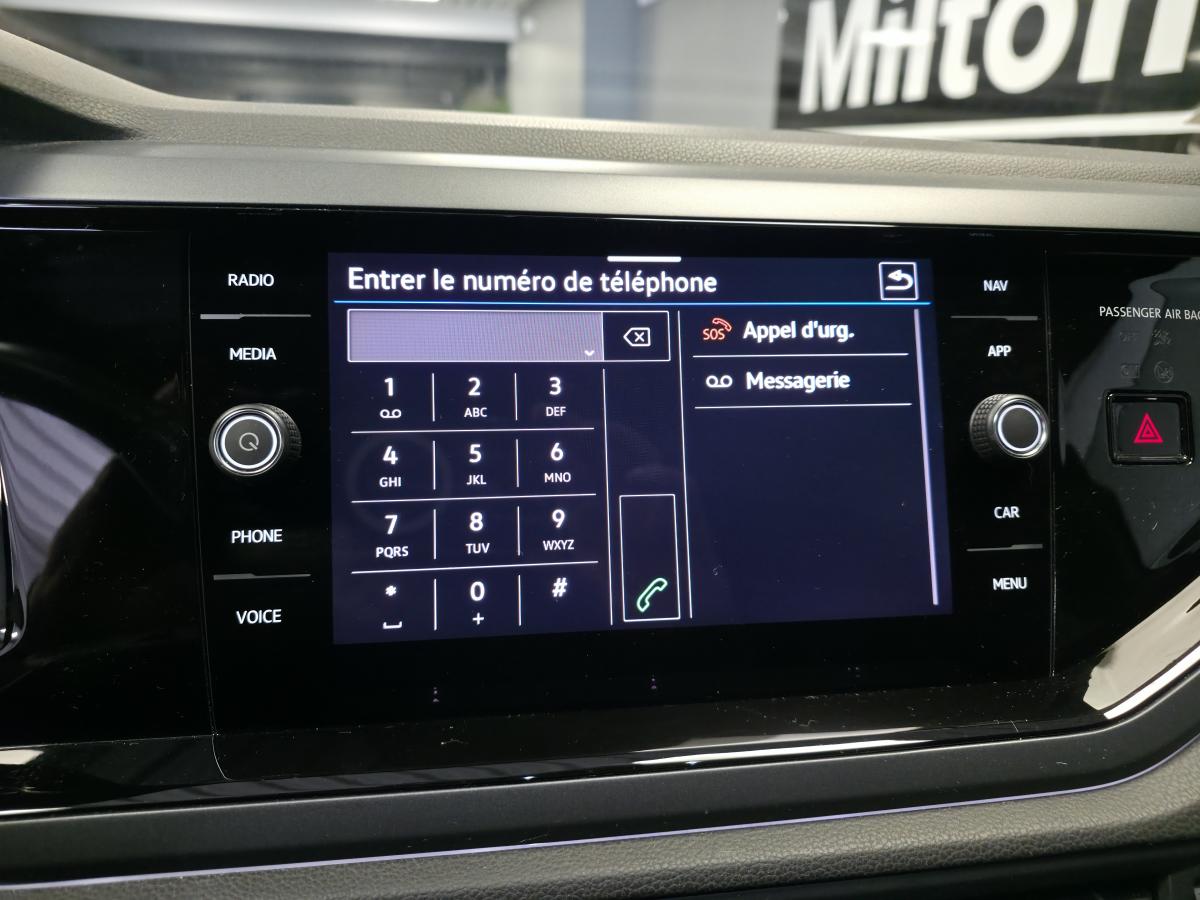 Milton
RADIO
MEDIA
PHONE
VOICE
Entrer le numéro de téléphone
1
2 ABC
3 DEF
4 GHI
5 JKL
6 MNO
7 PQRS
8 TUV
9 WXYZ
*
0 +
#
SOS Appel d'urg.
Messagerie
NAV
APP
CAR
MENU
PASSENGER AIR BAG